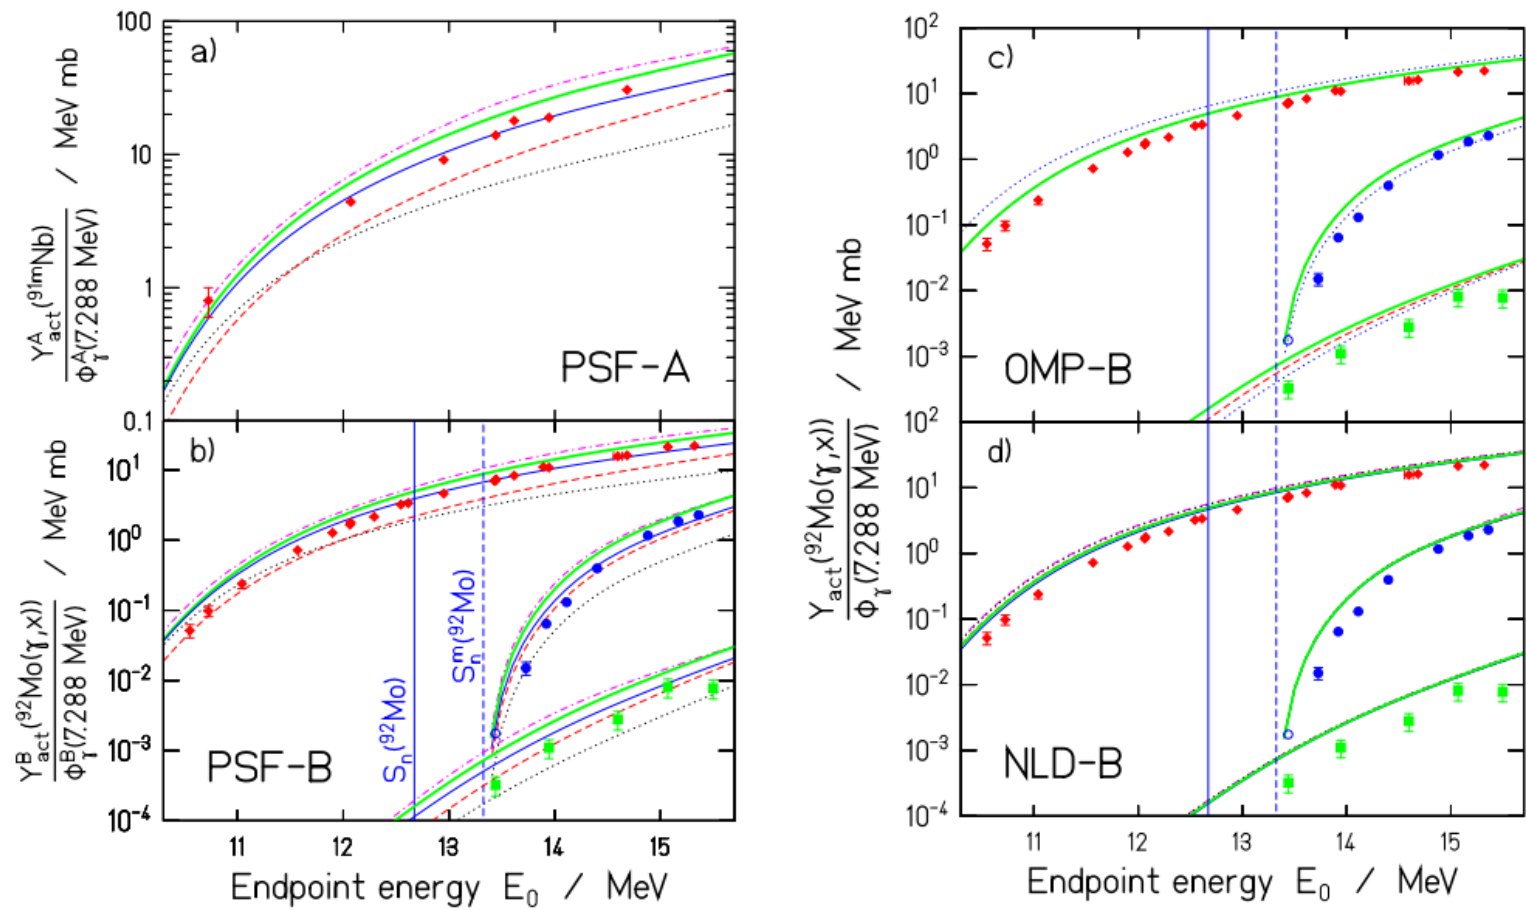 a)
100
10
1
0.1
Y^A_act(^91mNb) / Φ^A_γ(7.288 MeV) / MeV mb
PSF-A
b)
10^1
10^0
10^-1
10^-2
10^-3
10^-4
Y^B_act(^92Mo(γ,x)) / Φ^B_γ(7.288 MeV) / MeV mb
PSF-B
S_n(^92Mo)
S^m_n(^92Mo)
11 12 13 14 15
Endpoint energy E_0 / MeV
c)
10^2
10^1
10^0
10^-1
10^-2
10^-3
OMP-B
Y_act(^92Mo(γ,x)) / Φ_γ(7.288 MeV) / MeV mb
d)
10^2
10^1
10^0
10^-1
10^-2
10^-3
10^-4
NLD-B
11 12 13 14 15
Endpoint energy E_0 / MeV